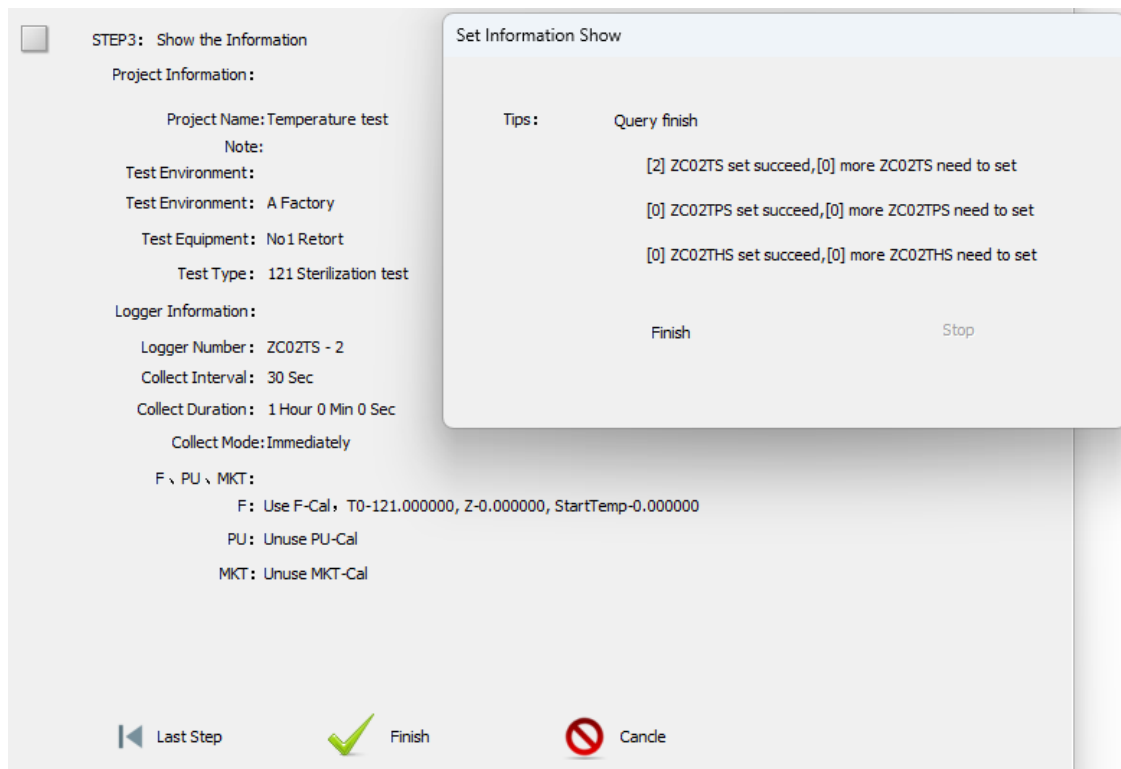 STEP3: Show the Information
Project Information:
Project Name:Temperature test
Note:
Test Environment:
Test Environment: A Factory
Test Equipment: No1 Retort
Test Type: 121 Sterilization test
Logger Information:
Logger Number: ZC02TS - 2
Collect Interval: 30 Sec
Collect Duration: 1 Hour 0 Min 0 Sec
Collect Mode:Immediately
F、PU、MKT:
F: Use F-Cal, T0-121.000000, Z-0.000000, StartTemp-0.000000
PU: Unuse PU-Cal
MKT: Unuse MKT-Cal
Last Step
Finish
Cancle
Set Information Show
Tips: Query finish
[2] ZC02TS set succeed,[0] more ZC02TS need to set
[0] ZC02TPS set succeed,[0] more ZC02TPS need to set
[0] ZC02THS set succeed,[0] more ZC02THS need to set
Finish
Stop